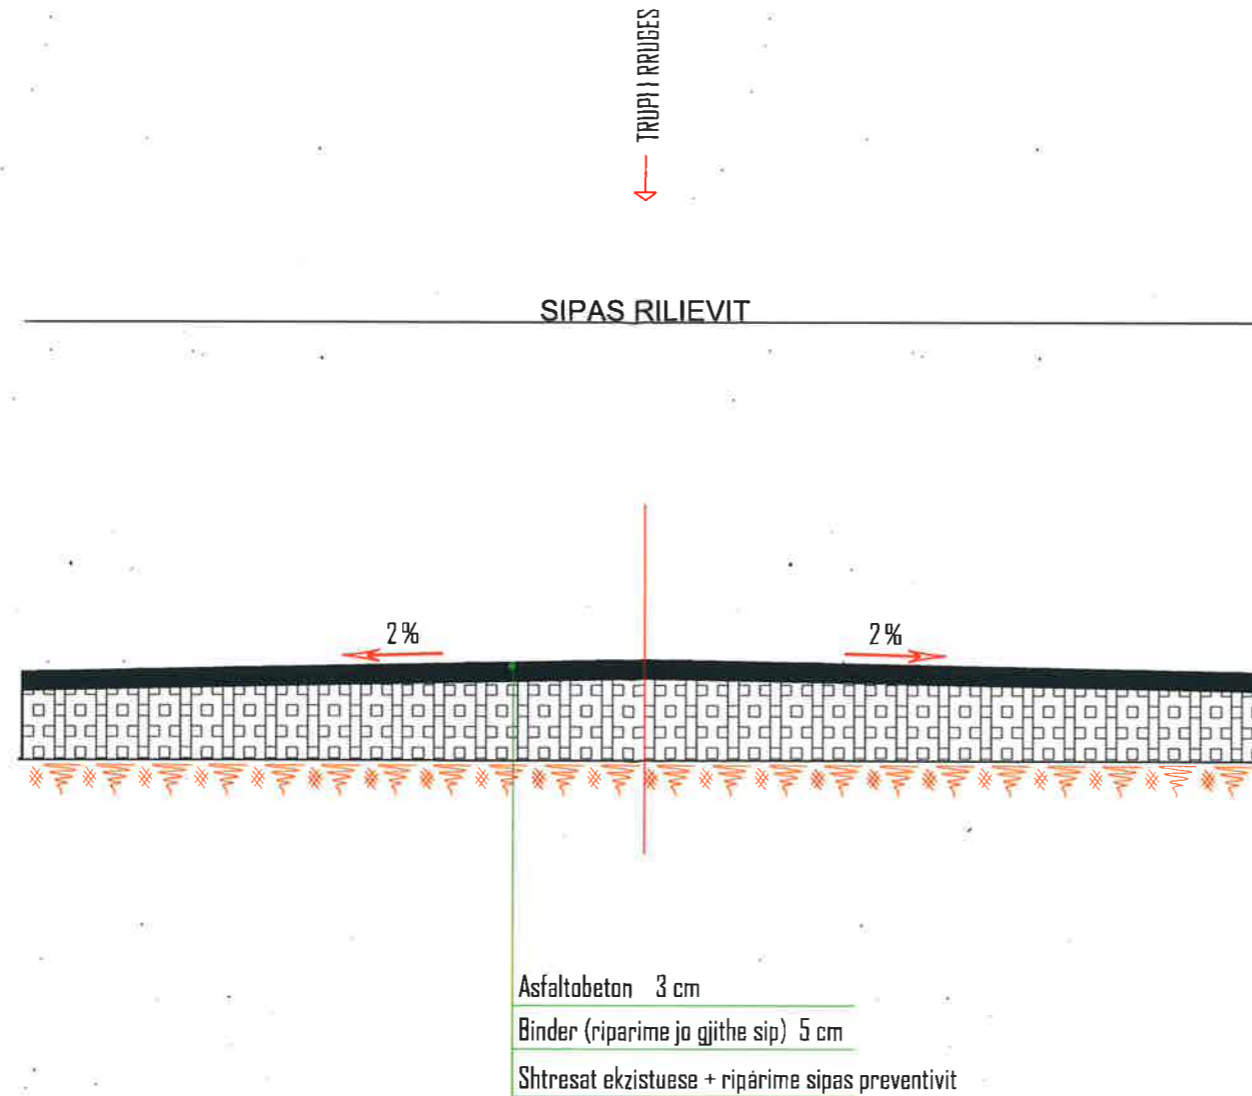 TRUPI I RRUGES
SIPAS RILIEVIT
2%
2%
Asfaltobeton 3 cm
Binder (riparime jo gjithe sip) 5 cm
Shtresat ekzistuese + riparime sipas preventivit